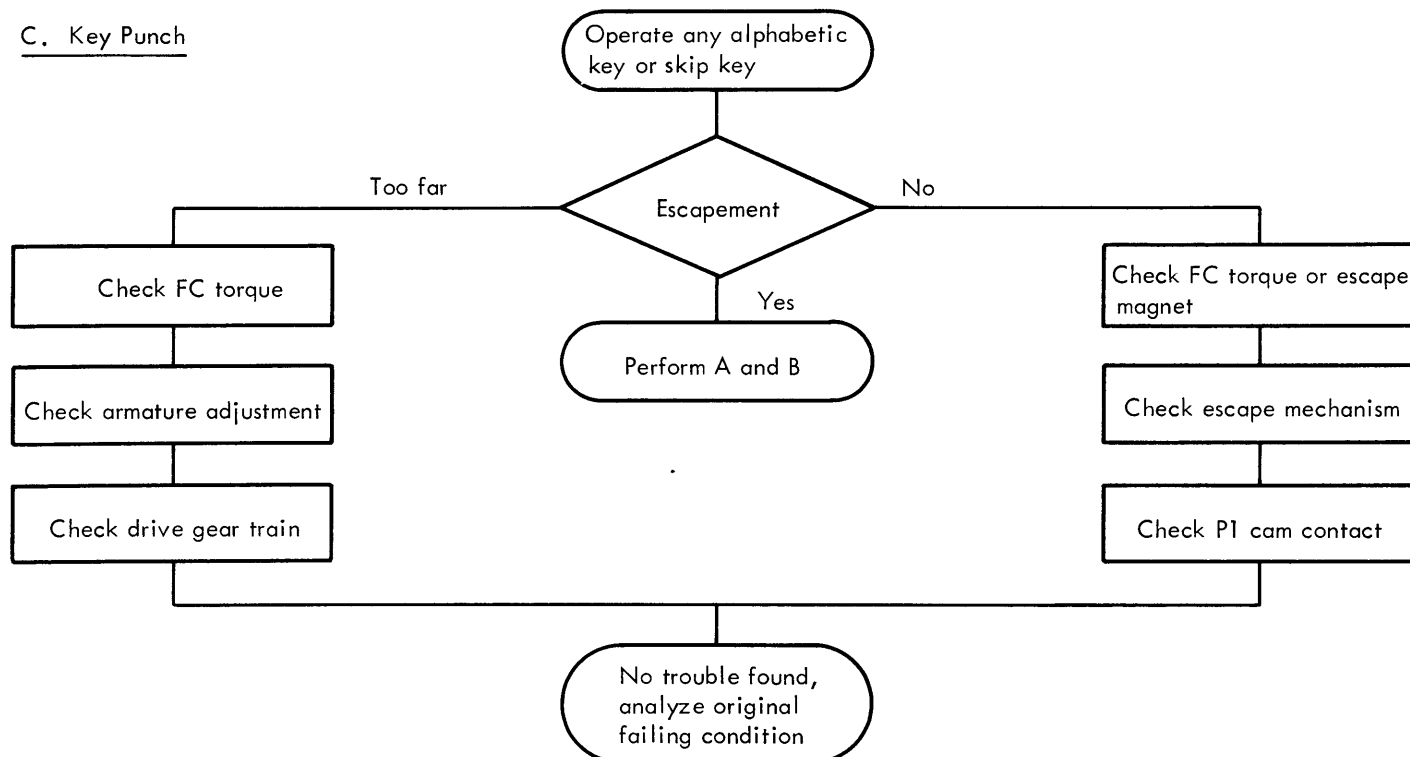 C. Key Punch
Operate any alphabetic
key or skip key
Too far
Escapement
No
Yes
Check FC torque
Check FC torque or escape
magnet
Perform A and B
Check armature adjustment
Check escape mechanism
Check drive gear train
Check P1 cam contact
No trouble found,
analyze original
failing condition